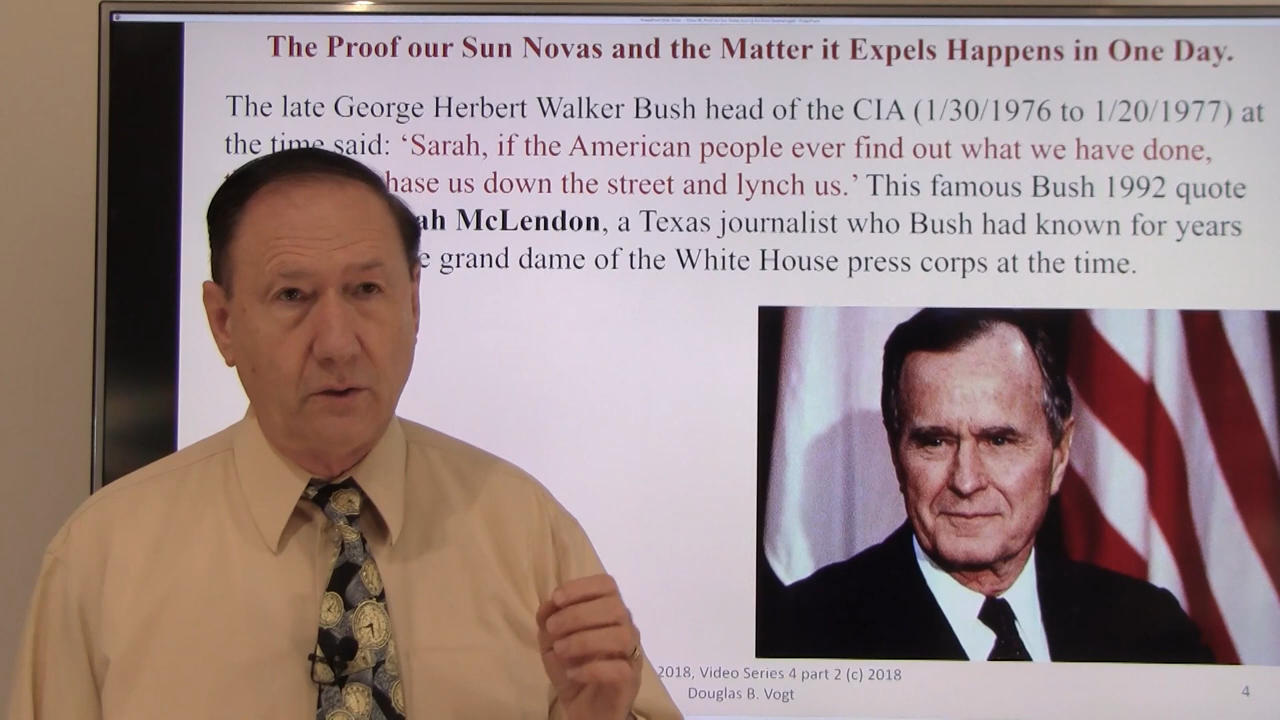 The Proof our Sun Novas and the Matter it Expels Happens in One Day.
The late George Herbert Walker Bush head of the CIA (1/30/1976 to 1/20/1977) at
the time said: ‘Sarah, if the American people ever find out what we have done,
hase us down the street and lynch us.’ This famous Bush 1992 quote
ah McLendon, a Texas journalist who Bush had known for years
e grand dame of the White House press corps at the time.
2018, Video Series 4 part 2 (c) 2018
Douglas B. Vogt
4